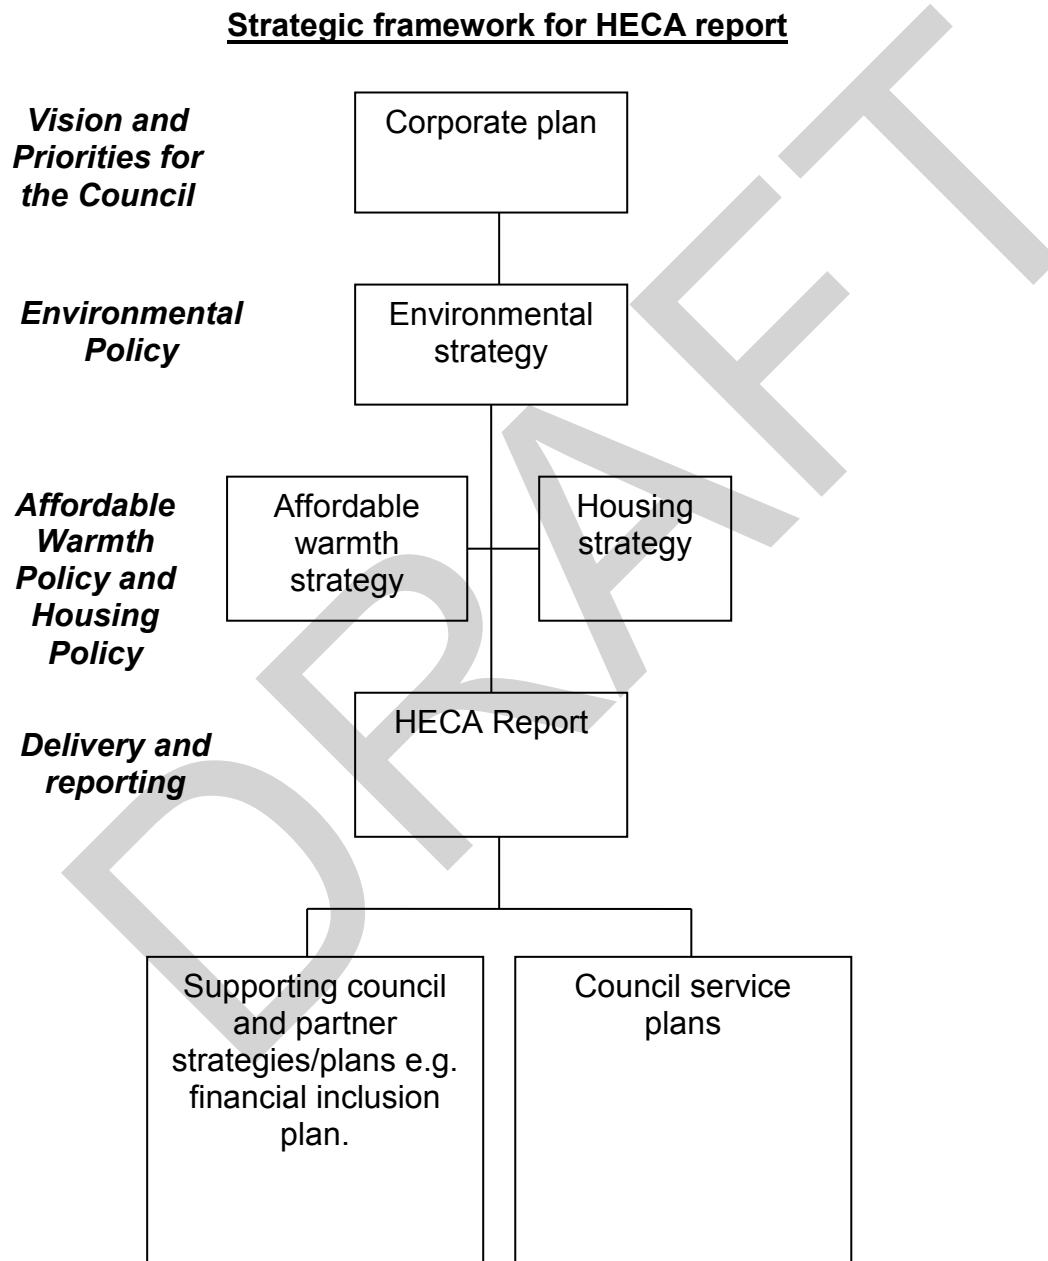 Strategic framework for HECA report
Vision and
Priorities for
the Council
Corporate plan
Environmental
Policy
Environmental
strategy
Affordable
Warmth
Policy and
Housing
Policy
Affordable
warmth
strategy
Housing
strategy
Delivery and
reporting
HECA Report
Supporting council
and partner
strategies/plans e.g.
financial inclusion
plan.
Council service
plans
DRAFT